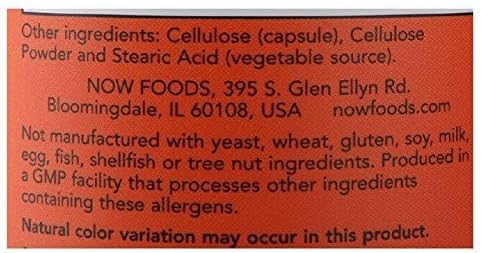 Other ingredients: Cellulose (capsule), Cellulose
Powder and Stearic Acid (vegetable source).
NOW FOODS, 395 S. Glen Ellyn Rd.
Bloomingdale, IL 60108, USA nowfoods.com
Not manufactured with yeast, wheat, gluten, soy, milk,
egg, fish, shellfish or tree nut ingredients. Produced in
a GMP facility that processes other ingredients
containing these allergens.
Natural color variation may occur in this product.